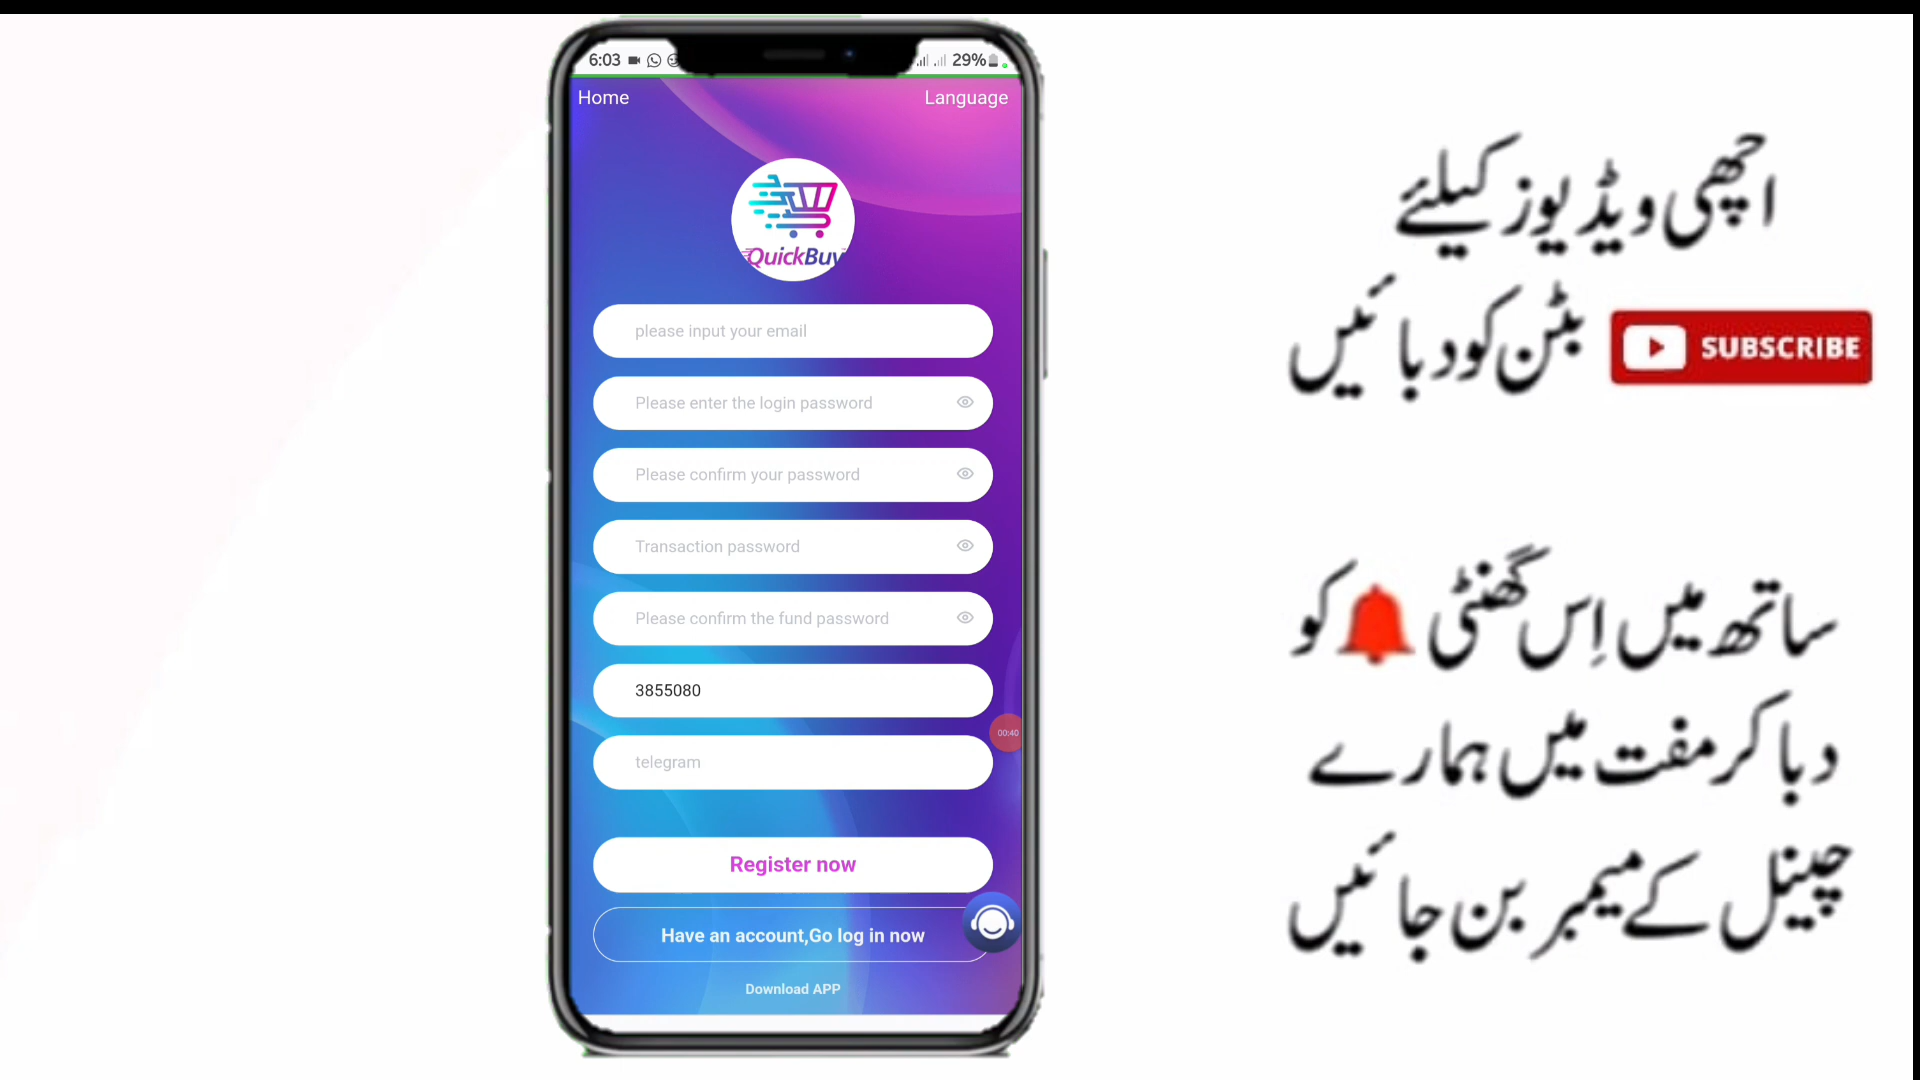 6:03
29%
Home
Language
QuickBuy
please input your email
Please enter the login password
Please confirm your password
Transaction password
Please confirm the fund password
3855080
00:40
telegram
Register now
Have an account,Go log in now
Download APP
اچھی ویڈیوز کیلئے
SUBSCRIBE بٹن کو دبائیں
ساتھ میں اِس گھنٹی کو
دبا کر مفت میں ہمارے
چینل کے میمبر بن جائیں